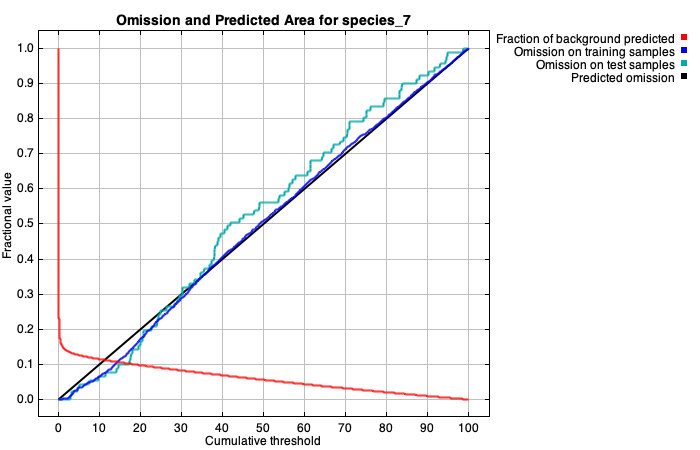 Omission and Predicted Area for species_7
Fraction of background predicted
Omission on training samples
Omission on test samples
Predicted omission
Fractional value
1.0
0.9
0.8
0.7
0.6
0.5
0.4
0.3
0.2
0.1
0.0
0 10 20 30 40 50 60 70 80 90 100
Cumulative threshold